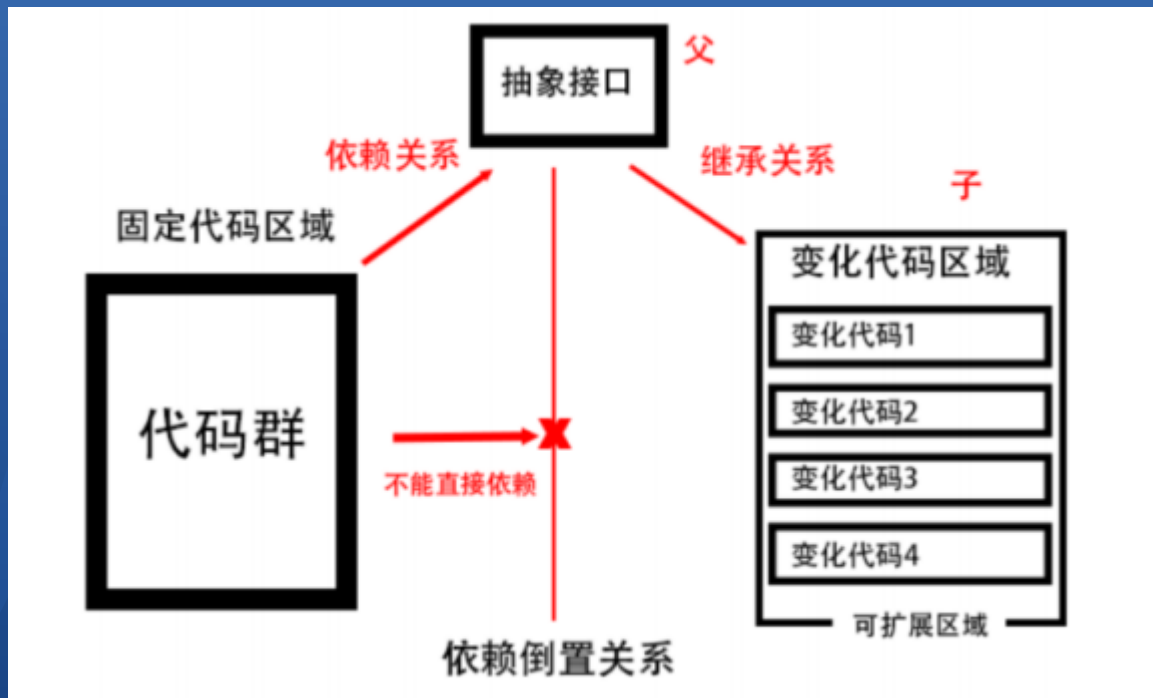 父
抽象接口
依赖关系
继承关系
子
固定代码区域
变化代码区域
变化代码1
代码群
变化代码2
不能直接依赖
变化代码3
变化代码4
可扩展区域
依赖倒置关系